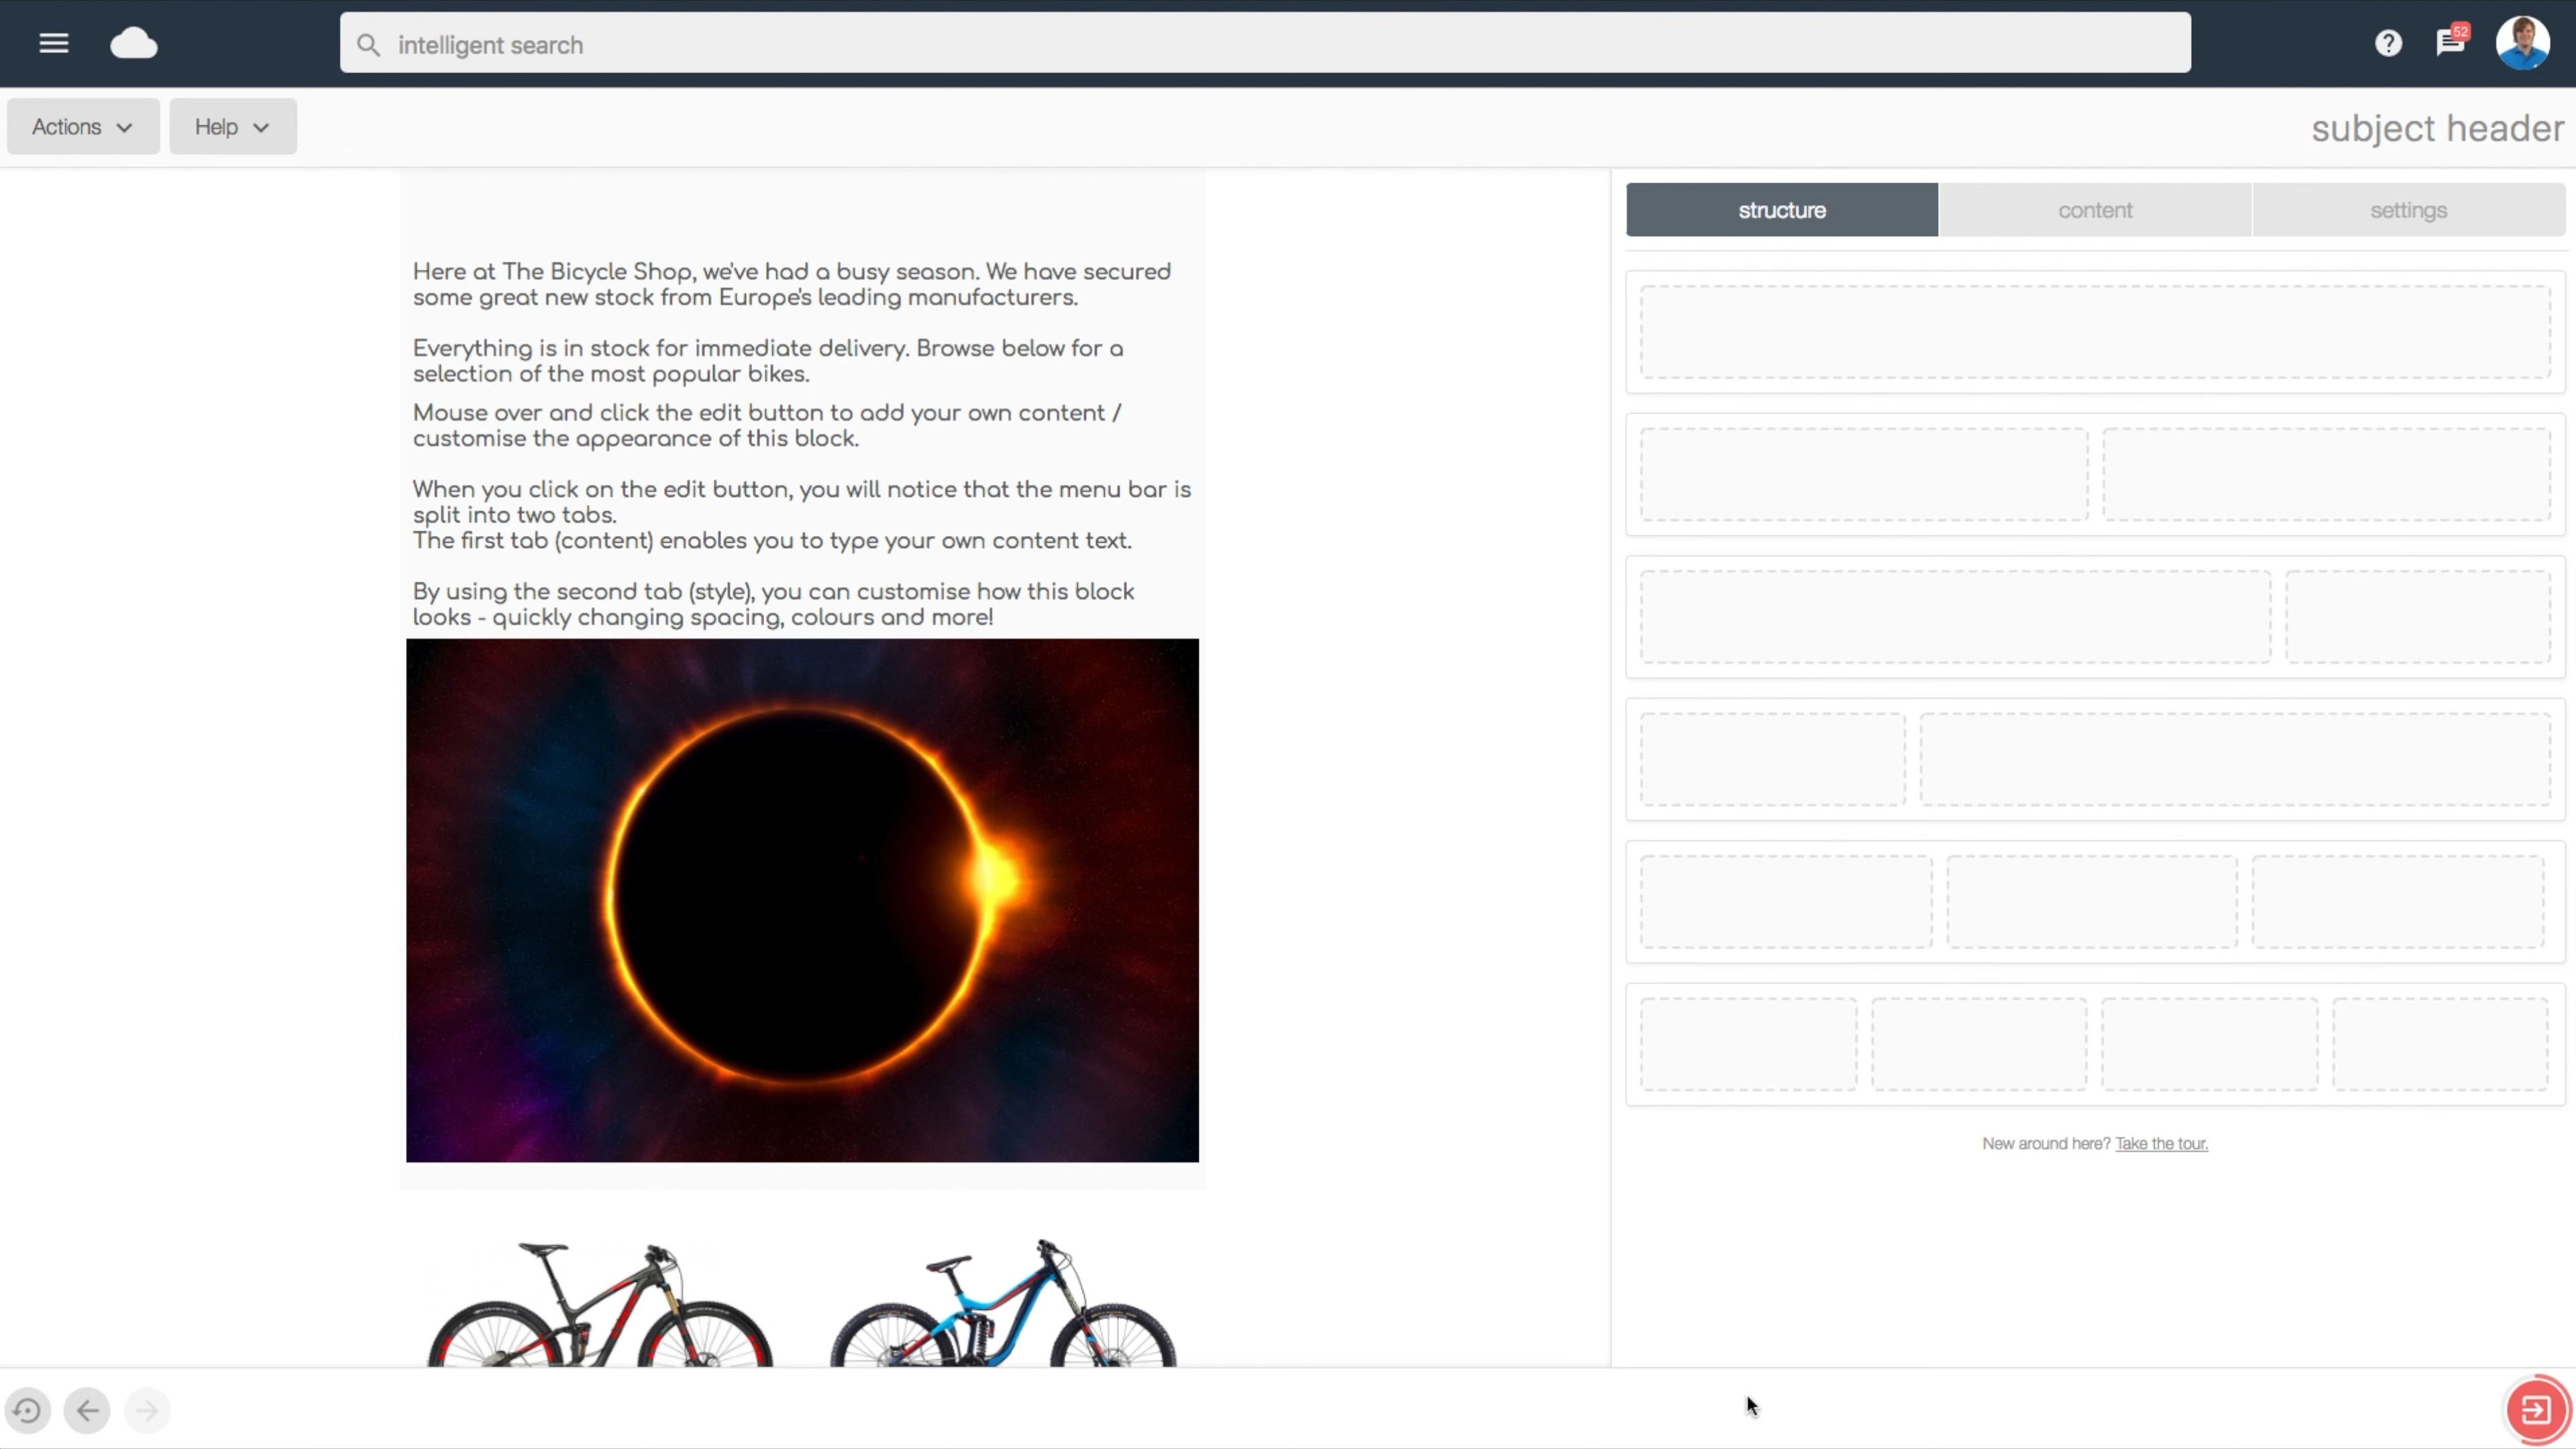 intelligent search
52
Actions
Help
subject header
structure
content
settings
Here at The Bicycle Shop, we've had a busy season. We have secured
some great new stock from Europe's leading manufacturers.
Everything is in stock for immediate delivery. Browse below for a
selection of the most popular bikes.
Mouse over and click the edit button to add your own content /
customise the appearance of this block.
When you click on the edit button, you will notice that the menu bar is
split into two tabs.
The first tab (content) enables you to type your own content text.
By using the second tab (style), you can customise how this block
looks - quickly changing spacing, colours and more!
New around here? Take the tour.